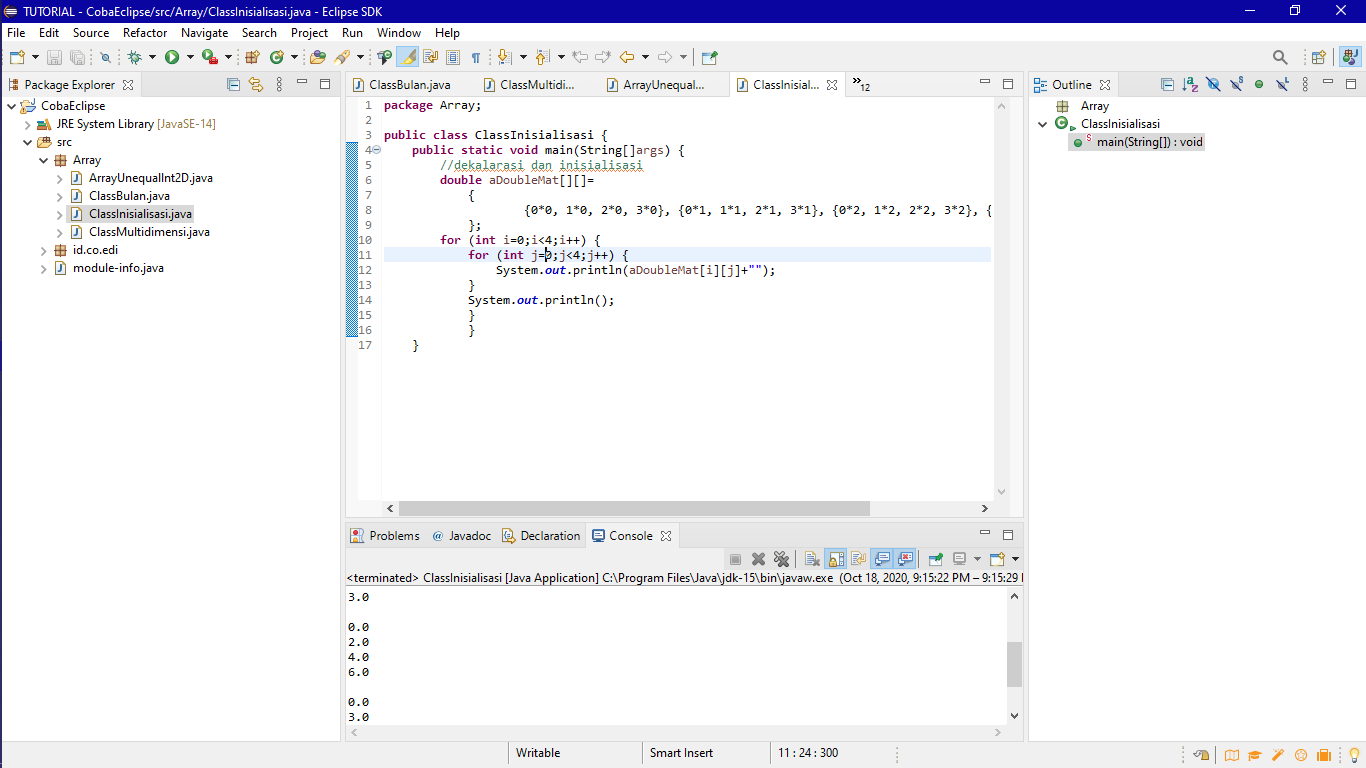 TUTORIAL - CobaEclipse/src/Array/ClassInisialisasi.java - Eclipse SDK
File Edit Source Refactor Navigate Search Project Run Window Help
Package Explorer
CobaEclipse
JRE System Library [JavaSE-14]
src
Array
ArrayUnequalInt2D.java
ClassBulan.java
ClassInisialisasi.java
ClassMultidimensi.java
id.co.edi
module-info.java
ClassBulan.java ClassMultidi... ArrayUnequal... ClassInisial... »12
1 package Array;
2
3 public class ClassInisialisasi {
4 public static void main(String[]args) {
5 //dekalarasi dan inisialisasi
6 double aDoubleMat[][]=
7 {
8 {0*0, 1*0, 2*0, 3*0}, {0*1, 1*1, 2*1, 3*1}, {0*2, 1*2, 2*2, 3*2}, {
9 };
10 for (int i=0;i<4;i++) {
11 for (int j=0;j<4;j++) {
12 System.out.println(aDoubleMat[i][j]+"");
13 }
14 System.out.println();
15 }
16 }
17 }
Outline
Array
ClassInisialisasi
main(String[]) : void
Problems @ Javadoc Declaration Console
<terminated> ClassInisialisasi [Java Application] C:\Program Files\Java\jdk-15\bin\javaw.exe (Oct 18, 2020, 9:15:22 PM – 9:15:29
3.0
0.0
2.0
4.0
6.0
0.0
3.0
Writable Smart Insert 11 : 24 : 300